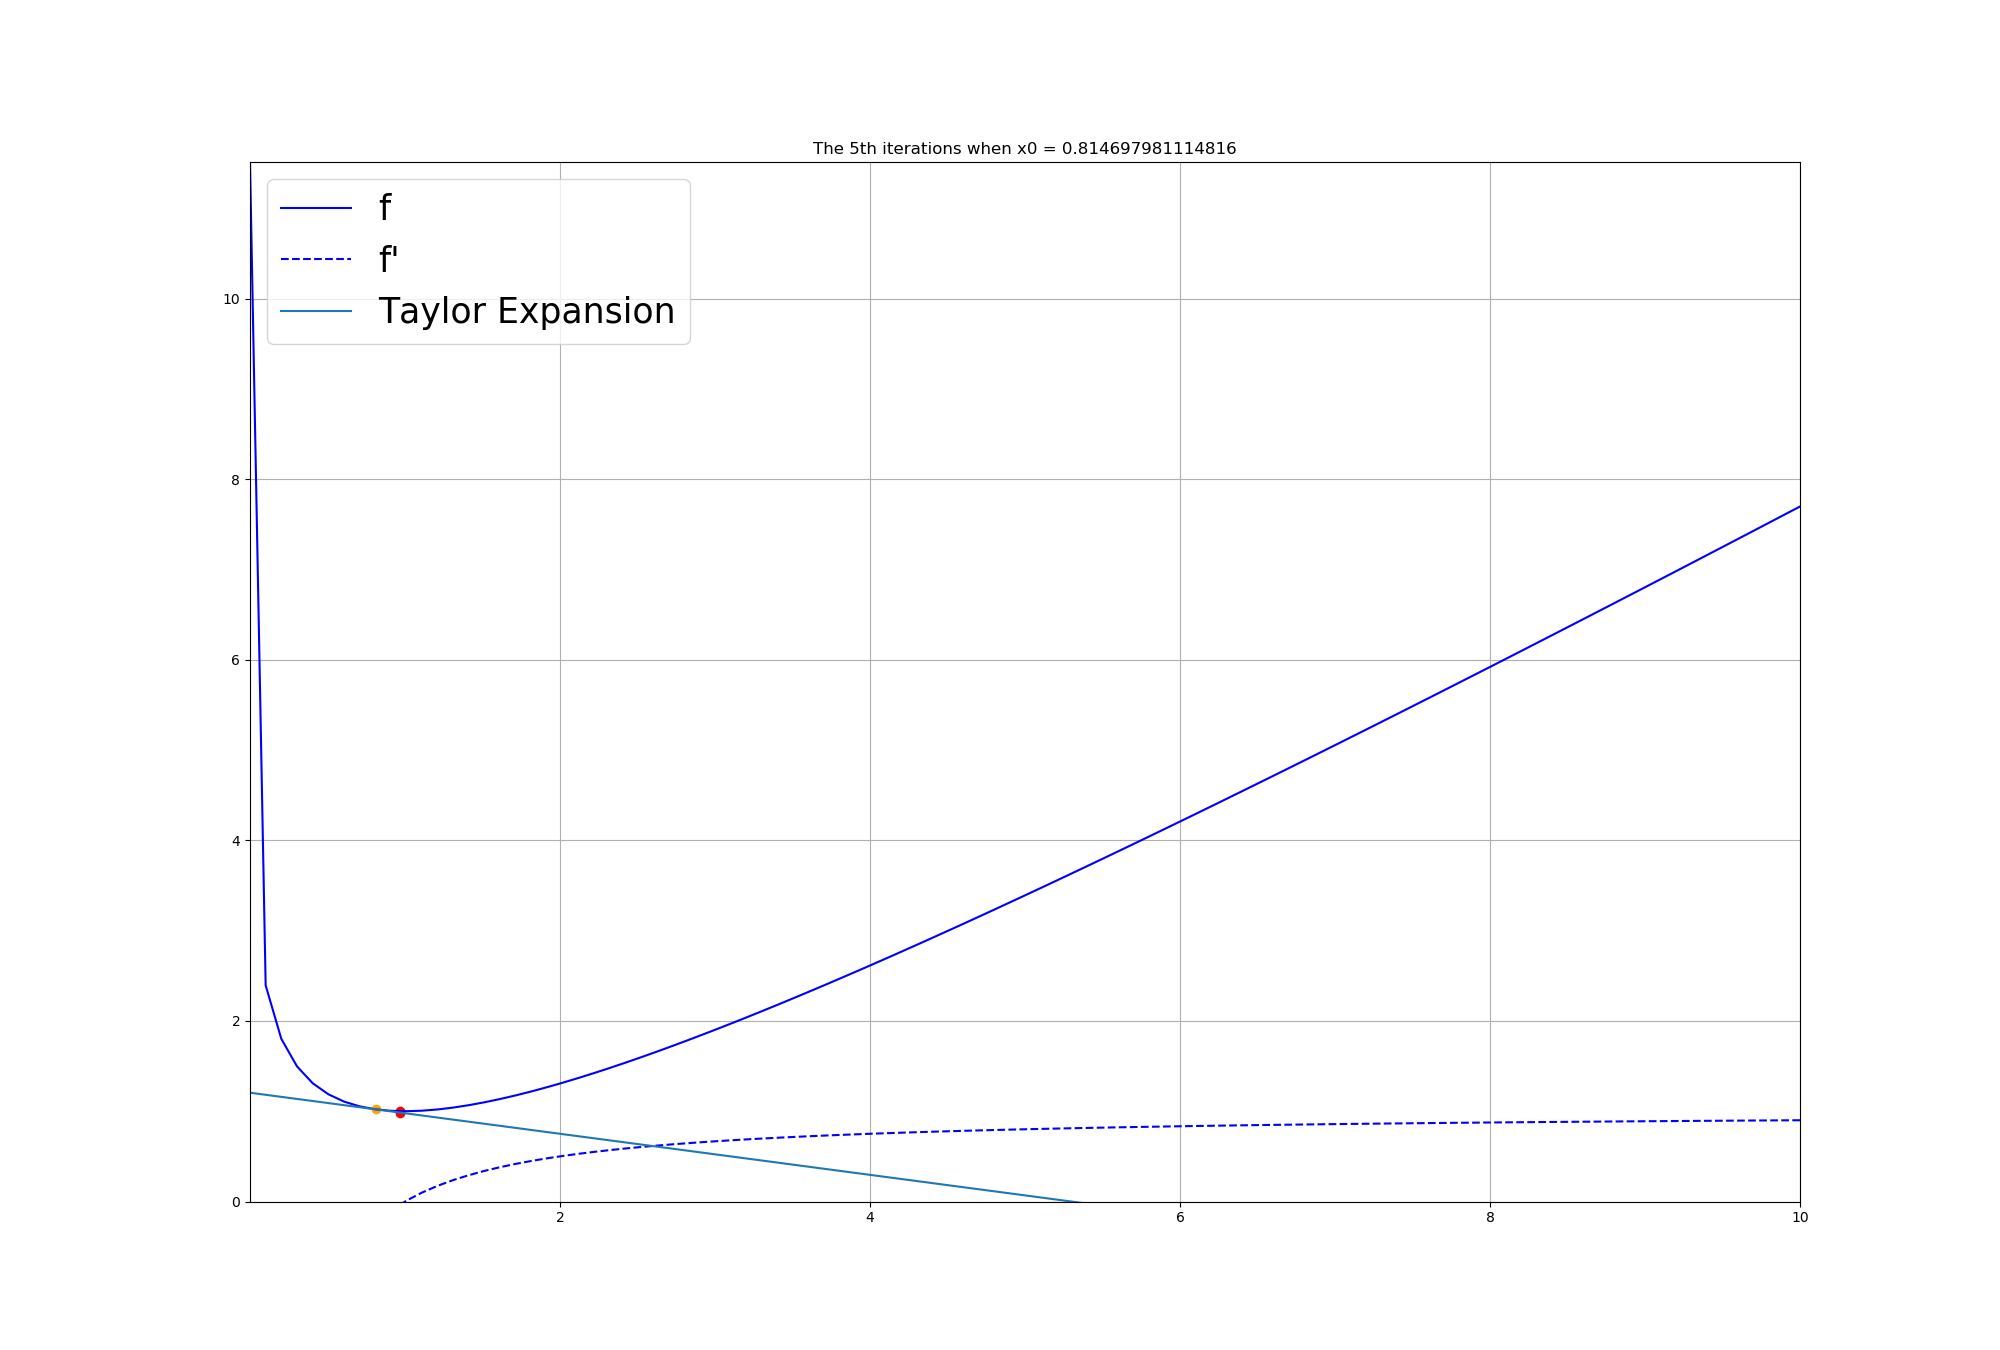 The 5th iterations when x0 = 0.814697981114816
f
f'
Taylor Expansion
10
8
6
4
2
0
2 4 6 8 10